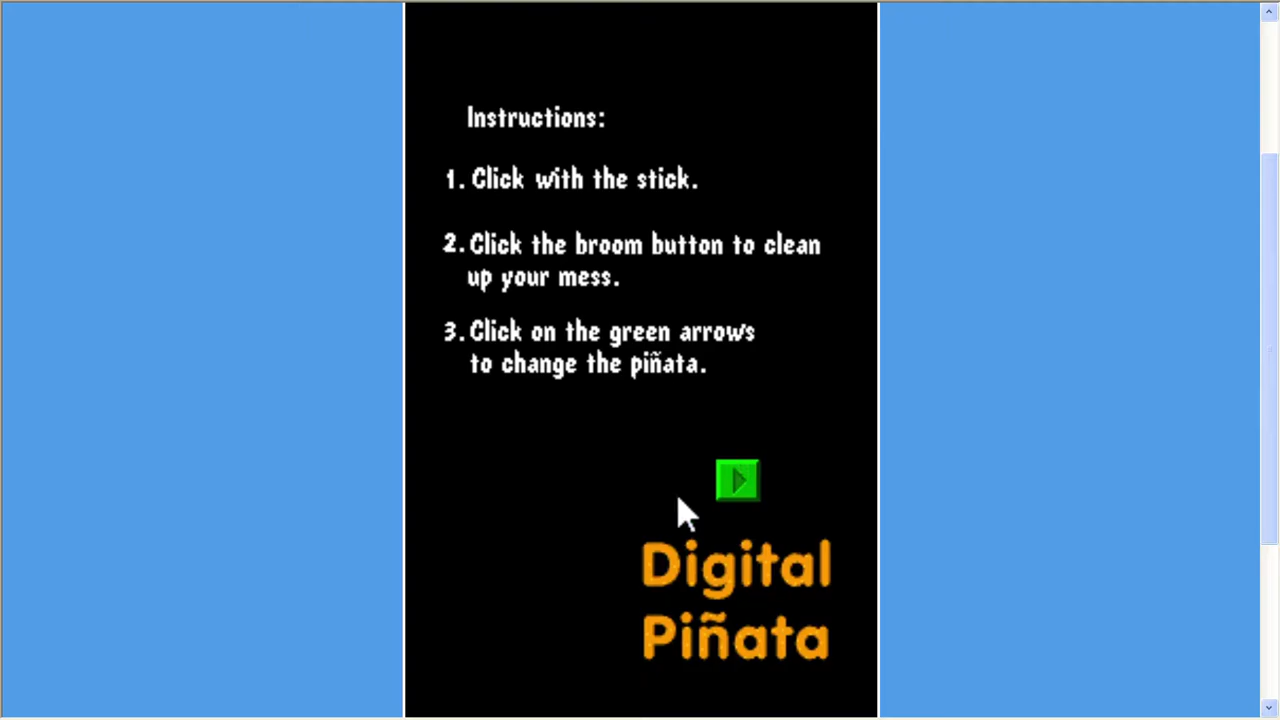 Instructions:
1. Click with the stick.
2. Click the broom button to clean
up your mess.
3. Click on the green arrows
to change the piñata.
Digital
Piñata